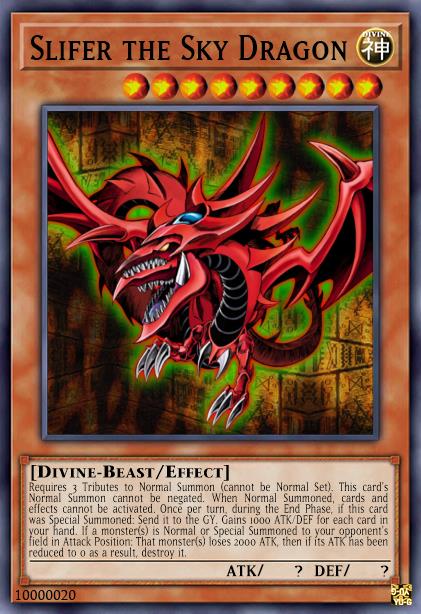 Slifer the Sky Dragon
DIVINE
神
[Divine-Beast/Effect]
Requires 3 Tributes to Normal Summon (cannot be Normal Set). This card's
Normal Summon cannot be negated. When Normal Summoned, cards and
effects cannot be activated. Once per turn, during the End Phase, if this card
was Special Summoned: Send it to the GY. Gains 1000 ATK/DEF for each card in
your hand. If a monster(s) is Normal or Special Summoned to your opponent's
field in Attack Position: That monster(s) loses 2000 ATK, then if its ATK has been
reduced to 0 as a result, destroy it.
ATK/ ? DEF/ ?
10000020